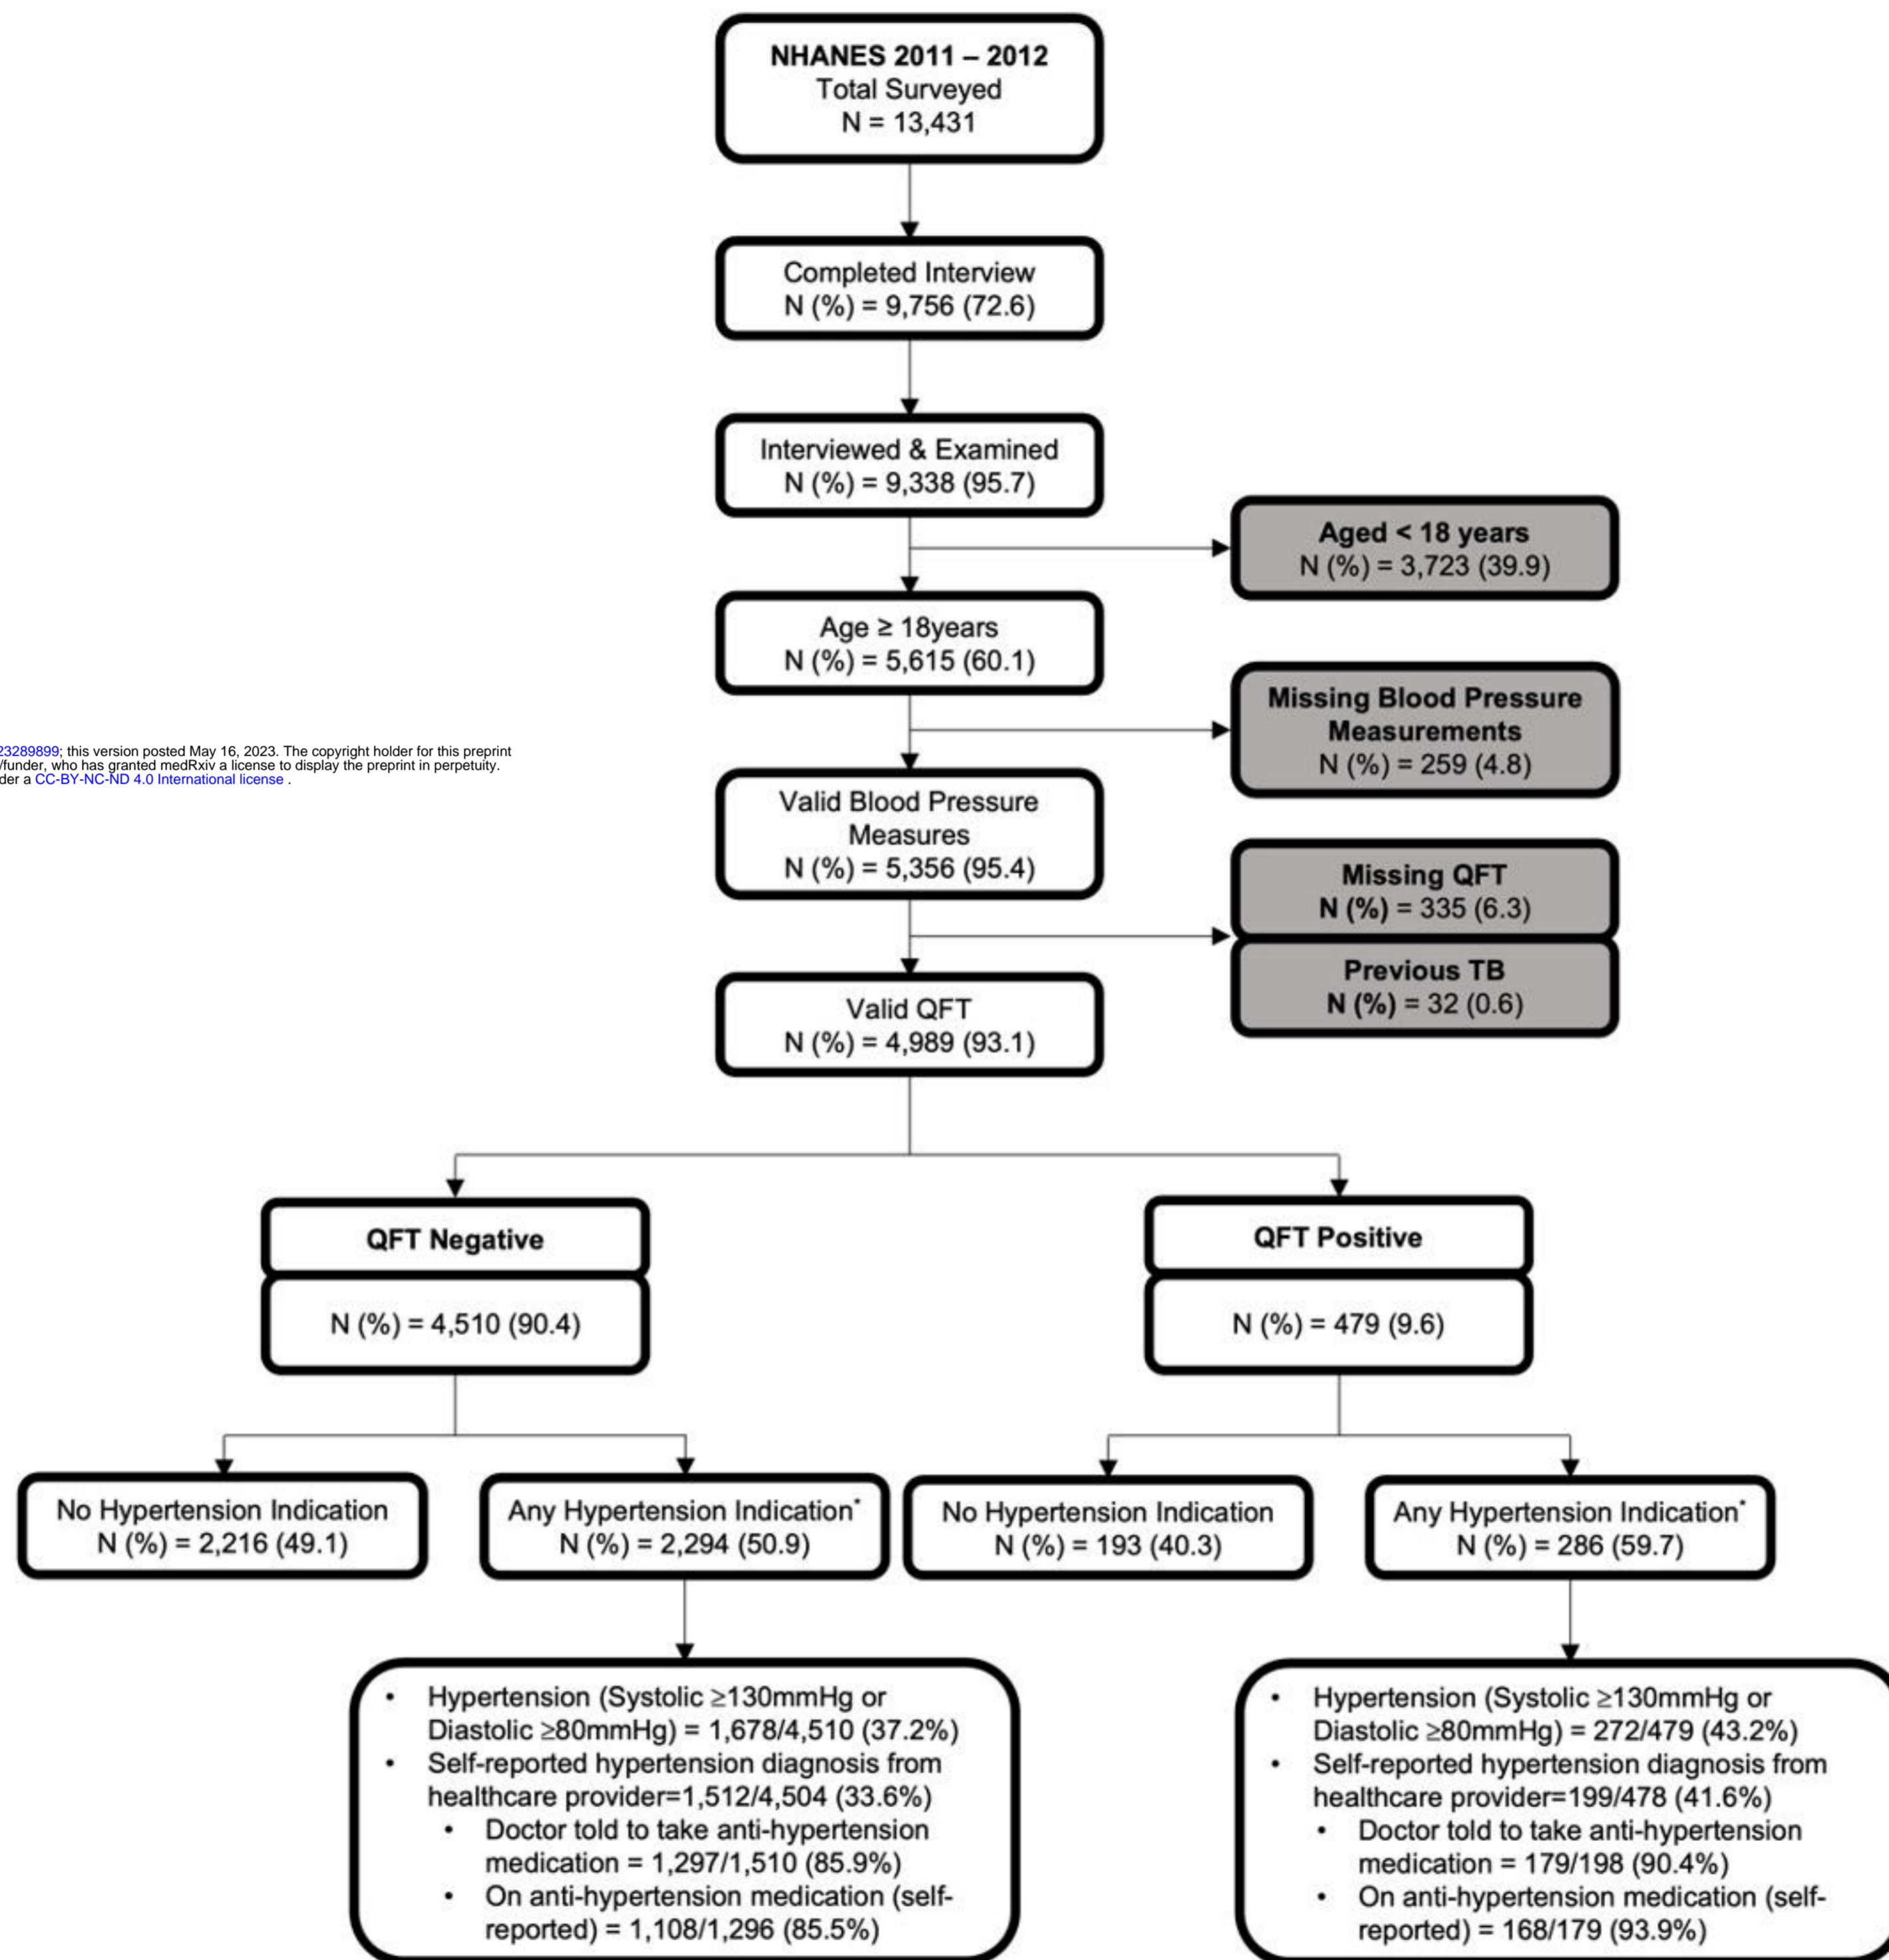 NHANES 2011 – 2012
Total Surveyed
N = 13,431
Completed Interview
N (%) = 9,756 (72.6)
Interviewed & Examined
N (%) = 9,338 (95.7)
Aged < 18 years
N (%) = 3,723 (39.9)
Age ≥ 18years
N (%) = 5,615 (60.1)
Missing Blood Pressure
Measurements
N (%) = 259 (4.8)
23289899; this version posted May 16, 2023. The copyright holder for this preprint
/funder, who has granted medRxiv a license to display the preprint in perpetuity.
der a CC-BY-NC-ND 4.0 International license .
Valid Blood Pressure
Measures
N (%) = 5,356 (95.4)
Missing QFT
N (%) = 335 (6.3)
Previous TB
N (%) = 32 (0.6)
Valid QFT
N (%) = 4,989 (93.1)
QFT Negative
N (%) = 4,510 (90.4)
QFT Positive
N (%) = 479 (9.6)
No Hypertension Indication
N (%) = 2,216 (49.1)
Any Hypertension Indication*
N (%) = 2,294 (50.9)
No Hypertension Indication
N (%) = 193 (40.3)
Any Hypertension Indication*
N (%) = 286 (59.7)
• Hypertension (Systolic ≥130mmHg or
Diastolic ≥80mmHg) = 1,678/4,510 (37.2%)
• Self-reported hypertension diagnosis from
healthcare provider=1,512/4,504 (33.6%)
• Doctor told to take anti-hypertension
medication = 1,297/1,510 (85.9%)
• On anti-hypertension medication (self-
reported) = 1,108/1,296 (85.5%)
• Hypertension (Systolic ≥130mmHg or
Diastolic ≥80mmHg) = 272/479 (43.2%)
• Self-reported hypertension diagnosis from
healthcare provider=199/478 (41.6%)
• Doctor told to take anti-hypertension
medication = 179/198 (90.4%)
• On anti-hypertension medication (self-
reported) = 168/179 (93.9%)